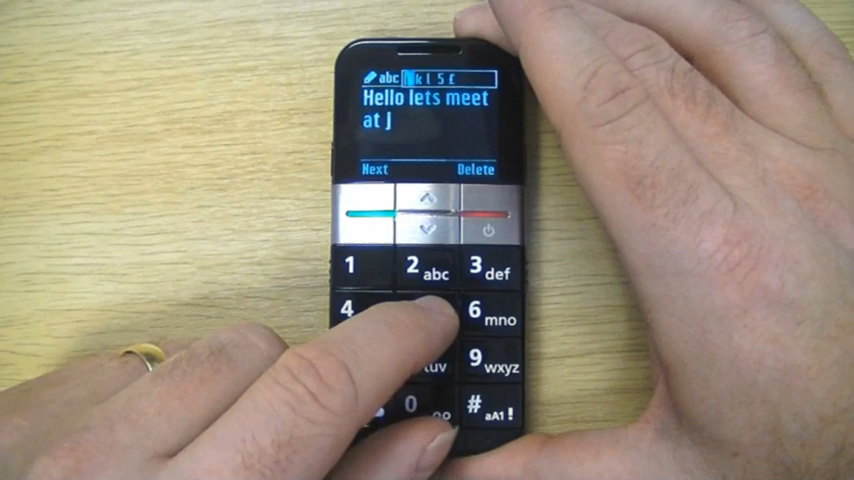 abc j k l 5 £
Hello lets meet
at j
Next Delete
1 2 abc 3 def
4 6 mno
tuv 9 wxyz
0 # aA1 !